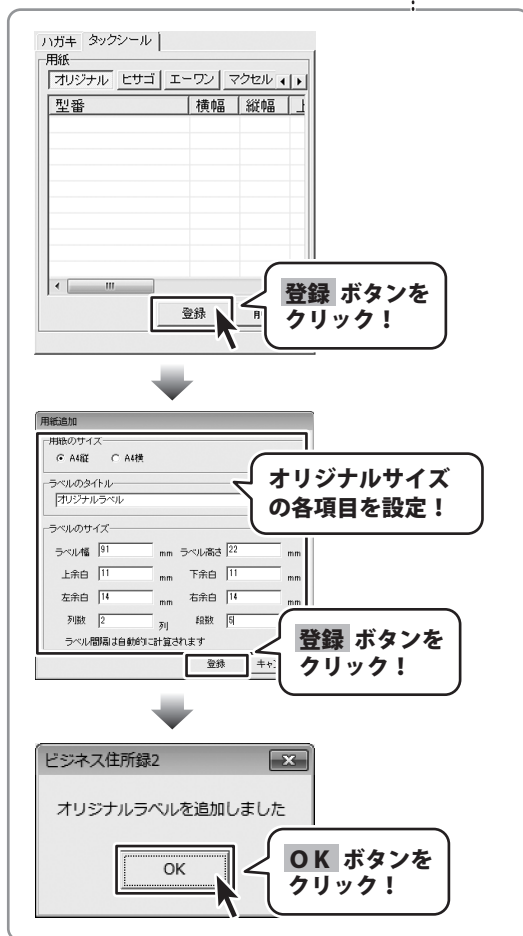 ハガキ タックシール
用紙
オリジナル ヒサゴ エーワン マクセル
型番 横幅 縦幅 上
登録
登録 ボタンを
クリック！
用紙追加
用紙のサイズ
A4縦 A4横
ラベルのタイトル
オリジナルラベル
オリジナルサイズ
の各項目を設定！
ラベルのサイズ
ラベル幅 91 mm ラベル高さ 22 mm
上余白 11 mm 下余白 11 mm
左余白 14 mm 右余白 14 mm
列数 2 列 段数 5
ラベル間隔は自動的に計算されます
登録 キャ
登録 ボタンを
クリック！
ビジネス住所録2
オリジナルラベルを追加しました
OK
OK ボタンを
クリック！